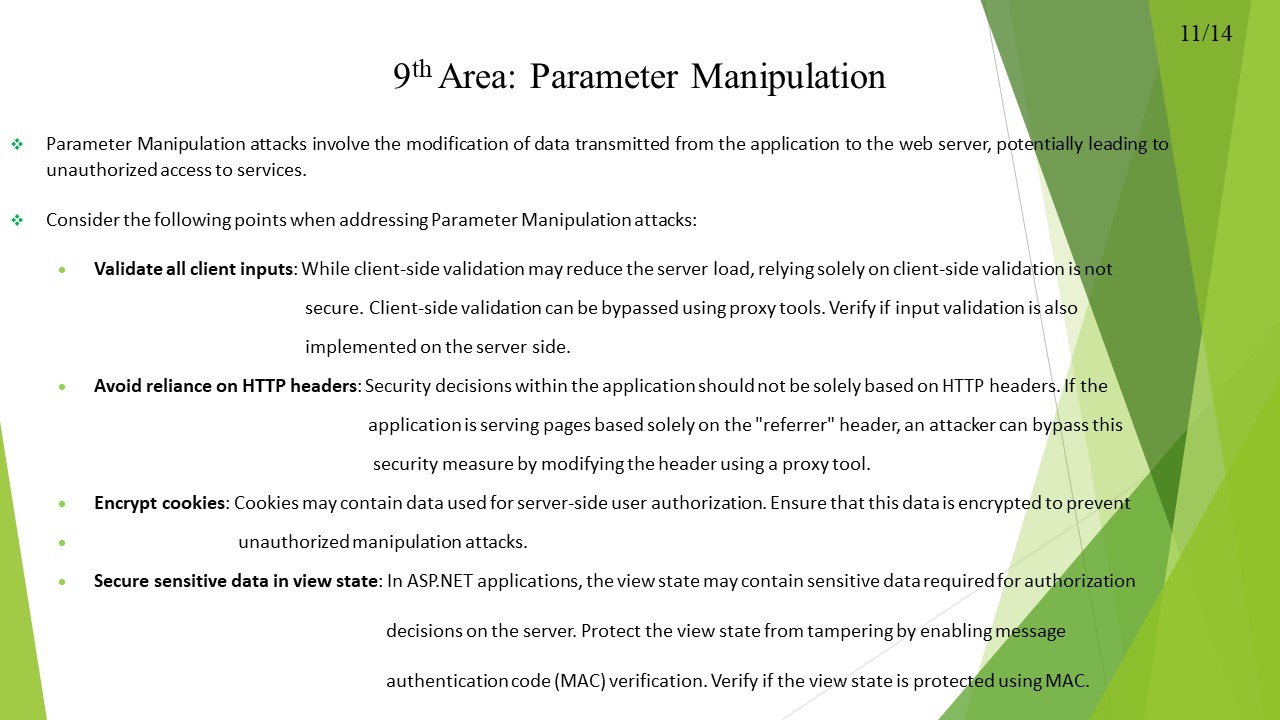 11/14
9th Area: Parameter Manipulation
❖ Parameter Manipulation attacks involve the modification of data transmitted from the application to the web server, potentially leading to
unauthorized access to services.
❖ Consider the following points when addressing Parameter Manipulation attacks:
• Validate all client inputs: While client-side validation may reduce the server load, relying solely on client-side validation is not
secure. Client-side validation can be bypassed using proxy tools. Verify if input validation is also
implemented on the server side.
• Avoid reliance on HTTP headers: Security decisions within the application should not be solely based on HTTP headers. If the
application is serving pages based solely on the "referrer" header, an attacker can bypass this
security measure by modifying the header using a proxy tool.
• Encrypt cookies: Cookies may contain data used for server-side user authorization. Ensure that this data is encrypted to prevent
• unauthorized manipulation attacks.
• Secure sensitive data in view state: In ASP.NET applications, the view state may contain sensitive data required for authorization
decisions on the server. Protect the view state from tampering by enabling message
authentication code (MAC) verification. Verify if the view state is protected using MAC.